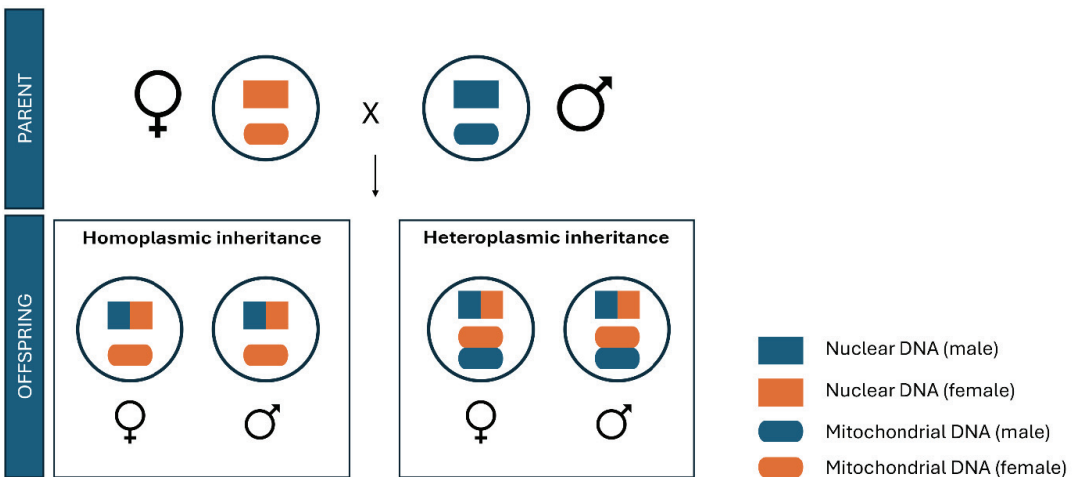 PARENT
X
OFFSPRING
Homoplasmic inheritance
Heteroplasmic inheritance
Nuclear DNA (male)
Nuclear DNA (female)
Mitochondrial DNA (male)
Mitochondrial DNA (female)